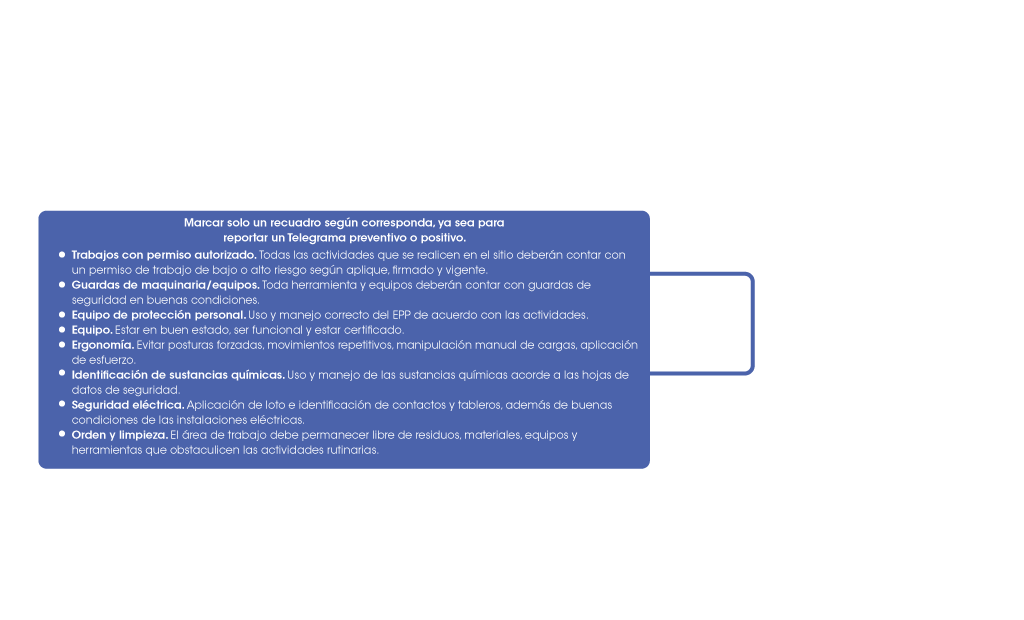 Marcar solo un recuadro según corresponda, ya sea para
reportar un Telegrama preventivo o positivo.
● Trabajos con permiso autorizado. Todas las actividades que se realicen en el sitio deberán contar con
un permiso de trabajo de bajo o alto riesgo según aplique, firmado y vigente.
● Guardas de maquinaria/equipos. Toda herramienta y equipos deberán contar con guardas de
seguridad en buenas condiciones.
● Equipo de protección personal. Uso y manejo correcto del EPP de acuerdo con las actividades.
● Equipo. Estar en buen estado, ser funcional y estar certificado.
● Ergonomía. Evitar posturas forzadas, movimientos repetitivos, manipulación manual de cargas, aplicación
de esfuerzo.
● Identificación de sustancias químicas. Uso y manejo de las sustancias químicas acorde a las hojas de
datos de seguridad.
● Seguridad eléctrica. Aplicación de loto e identificación de contactos y tableros, además de buenas
condiciones de las instalaciones eléctricas.
● Orden y limpieza. El área de trabajo debe permanecer libre de residuos, materiales, equipos y
herramientas que obstaculicen las actividades rutinarias.